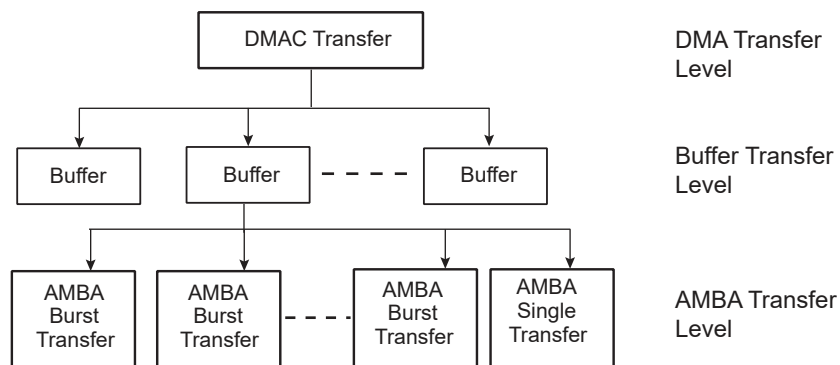 DMAC Transfer
DMA Transfer
Level
Buffer
Buffer
Buffer
Buffer Transfer
Level
AMBA
Burst
Transfer
AMBA
Burst
Transfer
AMBA
Burst
Transfer
AMBA
Single
Transfer
AMBA Transfer
Level